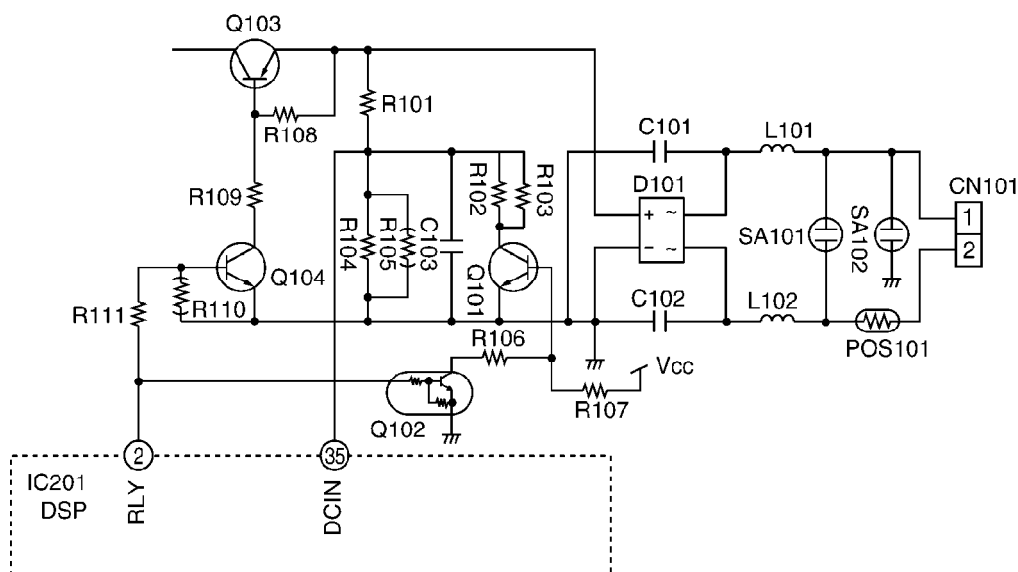 Q103
R108
R101
C101
L101
R102
R103
D101
CN101
R109
+ ~
− ~
1
2
SA101
SA102
R104
R105
C103
Q101
Q104
R111
R110
C102
L102
R106
POS101
VCC
R107
Q102
2
35
IC201
DSP
RLY
DCIN